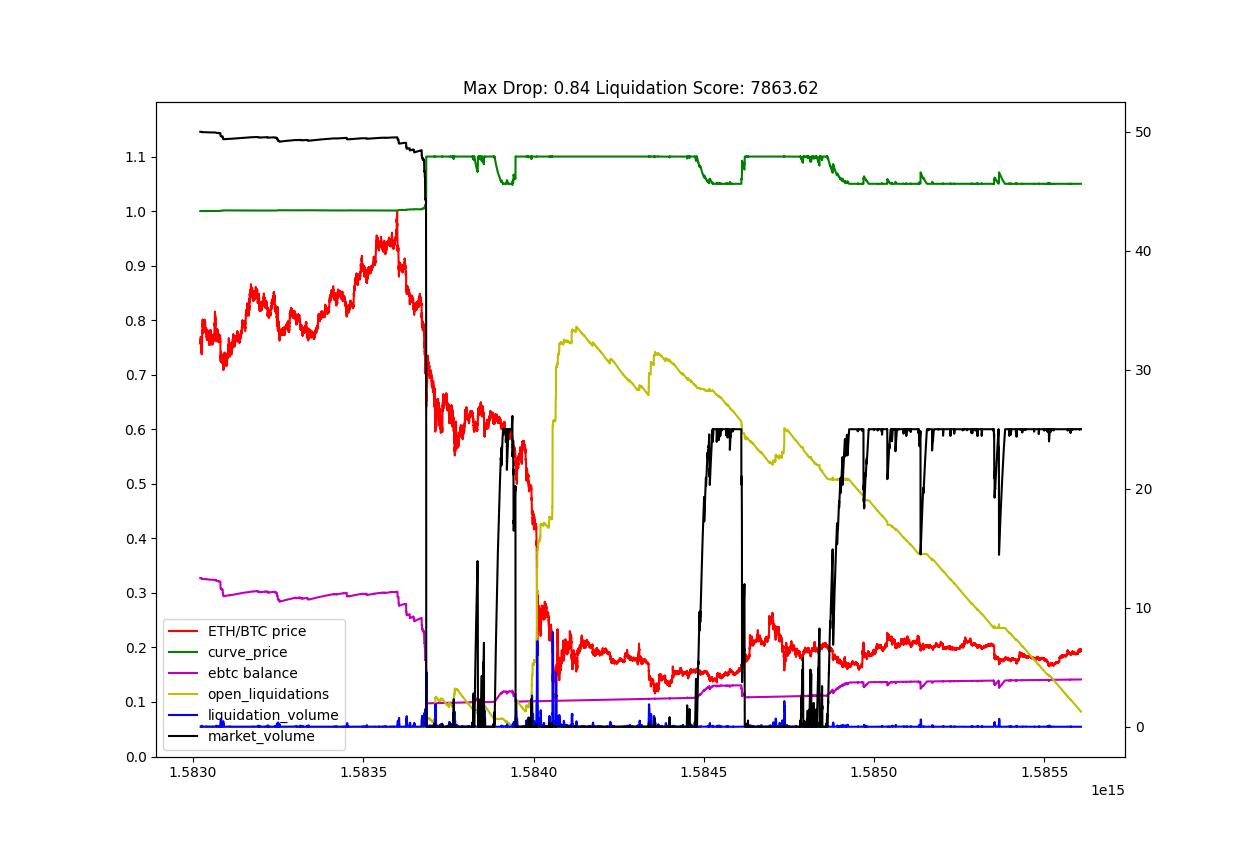 Max Drop: 0.84 Liquidation Score: 7863.62
1.1
1.0
0.9
0.8
0.7
0.6
0.5
0.4
0.3
0.2
0.1
0.0
50
40
30
20
10
0
ETH/BTC price
curve_price
ebtc balance
open_liquidations
liquidation_volume
market_volume
1.5830 1.5835 1.5840 1.5845 1.5850 1.5855
1e15